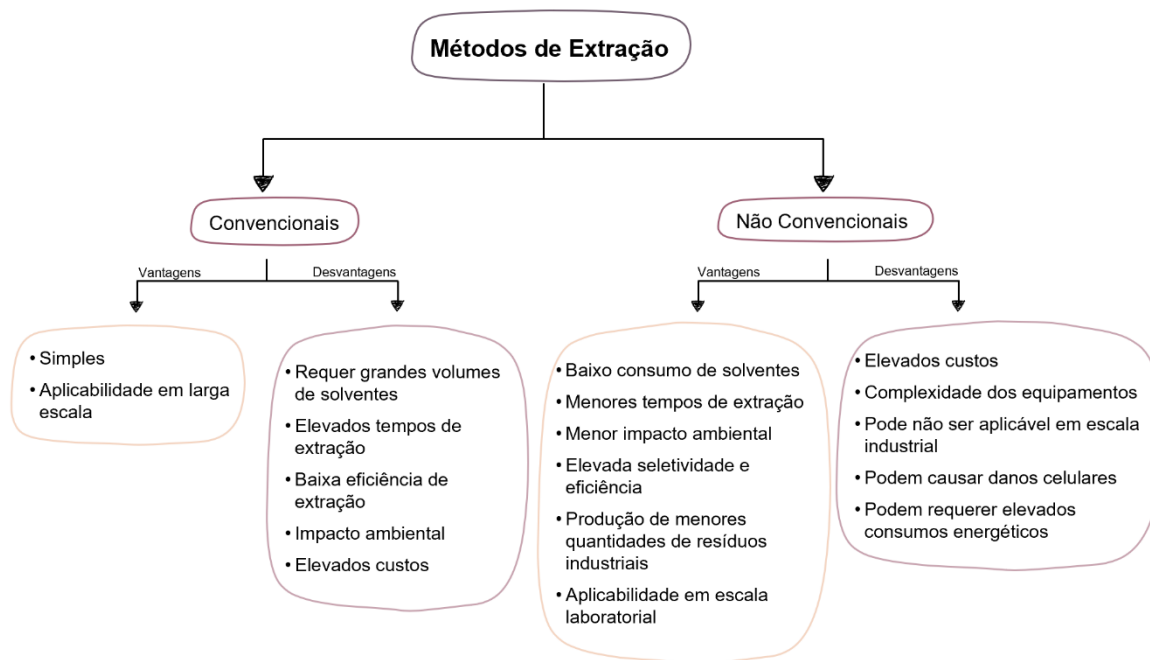 Métodos de Extração
Convencionais
Não Convencionais
Vantagens
Desvantagens
Vantagens
Desvantagens
• Simples
• Aplicabilidade em larga
escala
• Requer grandes volumes
de solventes
• Elevados tempos de
extração
• Baixa eficiência de
extração
• Impacto ambiental
• Elevados custos
• Baixo consumo de solventes
• Menores tempos de extração
• Menor impacto ambiental
• Elevada seletividade e
eficiência
• Produção de menores
quantidades de resíduos
industriais
• Aplicabilidade em escala
laboratorial
• Elevados custos
• Complexidade dos equipamentos
• Pode não ser aplicável em escala
industrial
• Podem causar danos celulares
• Podem requerer elevados
consumos energéticos